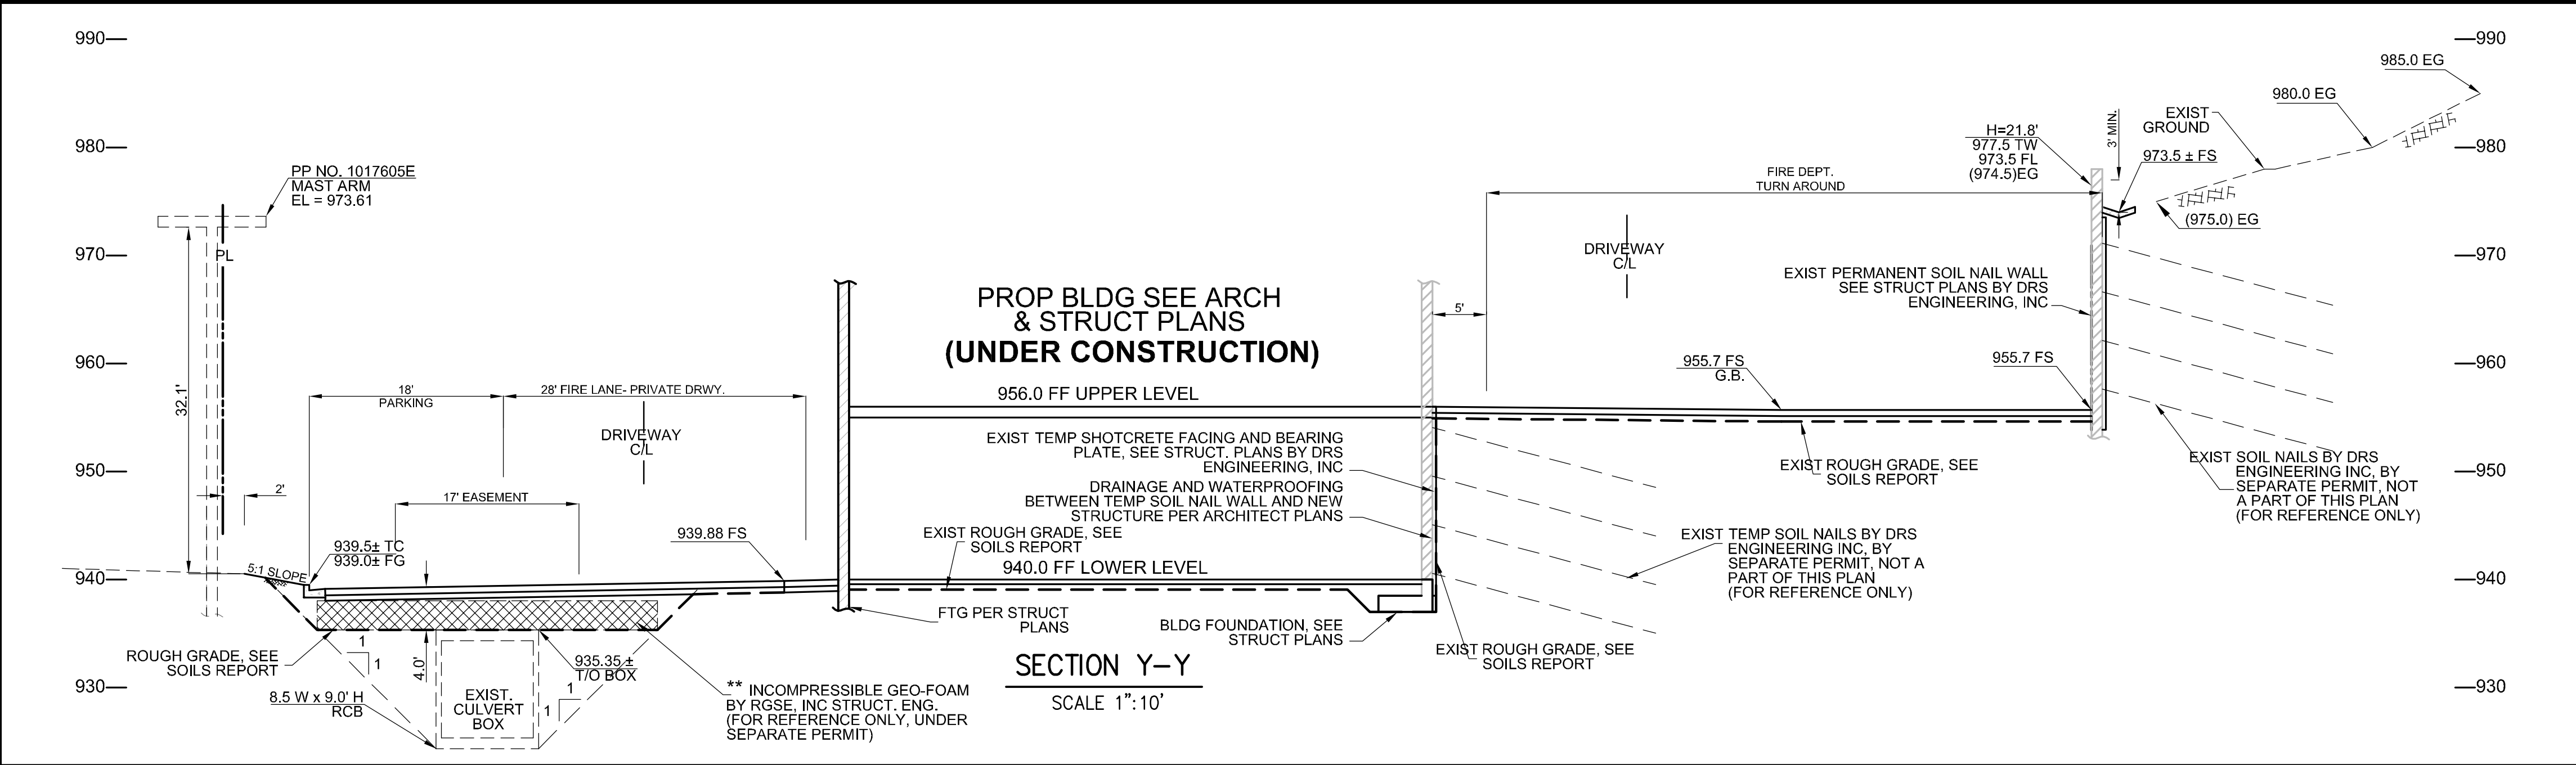 990
980
970
960
950
940
930
PP NO. 1017605E
MAST ARM
EL = 973.61
PL
32.1'
2'
18'
PARKING
28' FIRE LANE- PRIVATE DRWY.
DRIVEWAY
C/L
17' EASEMENT
939.5± TC
939.0± FG
5:1 SLOPE
939.88 FS
ROUGH GRADE, SEE
SOILS REPORT
1
1
4.0'
8.5 W x 9.0' H
RCB
EXIST.
CULVERT
BOX
935.35 ±
T/O BOX
1
1
** INCOMPRESSIBLE GEO-FOAM
BY RGSE, INC STRUCT. ENG.
(FOR REFERENCE ONLY, UNDER
SEPARATE PERMIT)
PROP BLDG SEE ARCH
& STRUCT PLANS
(UNDER CONSTRUCTION)
956.0 FF UPPER LEVEL
EXIST TEMP SHOTCRETE FACING AND BEARING
PLATE, SEE STRUCT. PLANS BY DRS
ENGINEERING, INC
DRAINAGE AND WATERPROOFING
BETWEEN TEMP SOIL NAIL WALL AND NEW
STRUCTURE PER ARCHITECT PLANS
EXIST ROUGH GRADE, SEE
SOILS REPORT
940.0 FF LOWER LEVEL
FTG PER STRUCT
PLANS
BLDG FOUNDATION, SEE
STRUCT PLANS
SECTION Y-Y
SCALE 1":10'
5'
FIRE DEPT.
TURN AROUND
DRIVEWAY
C/L
H=21.8'
977.5 TW
973.5 FL
(974.5)EG
3' MIN.
973.5 ± FS
EXIST
GROUND
980.0 EG
985.0 EG
(975.0) EG
EXIST PERMANENT SOIL NAIL WALL
SEE STRUCT PLANS BY DRS
ENGINEERING, INC
955.7 FS
G.B.
955.7 FS
EXIST ROUGH GRADE, SEE
SOILS REPORT
EXIST SOIL NAILS BY DRS
ENGINEERING INC, BY
SEPARATE PERMIT, NOT
A PART OF THIS PLAN
(FOR REFERENCE ONLY)
EXIST TEMP SOIL NAILS BY DRS
ENGINEERING INC, BY
SEPARATE PERMIT, NOT A
PART OF THIS PLAN
(FOR REFERENCE ONLY)
EXIST ROUGH GRADE, SEE
SOILS REPORT
990
980
970
960
950
940
930